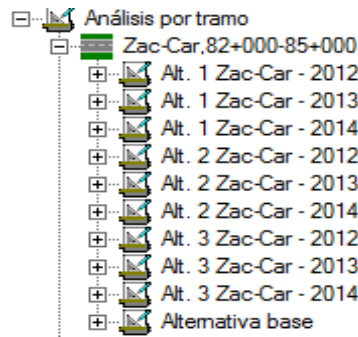 Análisis por tramo
Zac-Car,82+000-85+000
Alt. 1 Zac-Car - 2012
Alt. 1 Zac-Car - 2013
Alt. 1 Zac-Car - 2014
Alt. 2 Zac-Car - 2012
Alt. 2 Zac-Car - 2013
Alt. 2 Zac-Car - 2014
Alt. 3 Zac-Car - 2012
Alt. 3 Zac-Car - 2013
Alt. 3 Zac-Car - 2014
Alternativa base